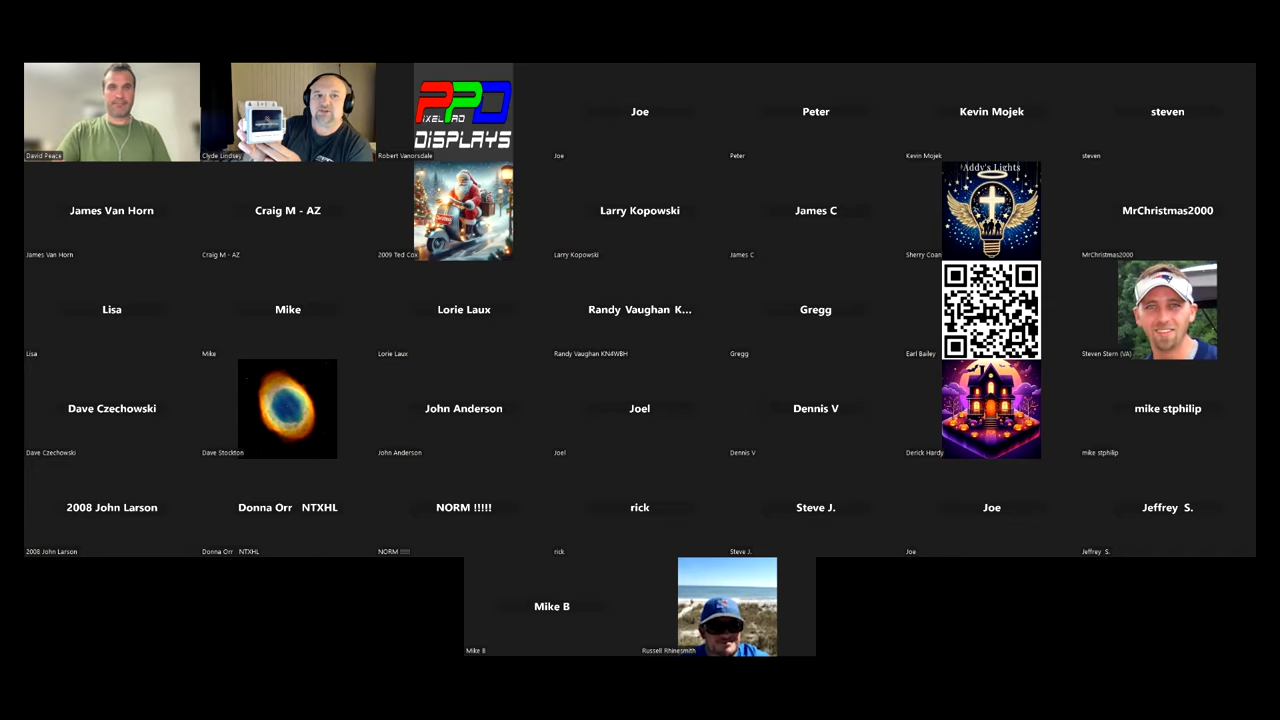 David Peace
Clyde Lindsey
PPD
PIXEL PRO
DISPLAYS
Robert Vanorsdale
Joe
Joe
Peter
Peter
Kevin Mojek
Kevin Mojek
steven
steven
James Van Horn
James Van Horn
Craig M - AZ
Craig M - AZ
2009 Ted Cox
Larry Kopowski
Larry Kopowski
James C
James C
Addy's Lights
Sherry Coan
MrChristmas2000
MrChristmas2000
Lisa
Lisa
Mike
Mike
Lorie Laux
Lorie Laux
Randy Vaughan K...
Randy Vaughan KN4WBH
Gregg
Gregg
Earl Bailey
Steven Stern (VA)
Dave Czechowski
Dave Czechowski
Dave Stockton
John Anderson
John Anderson
Joel
Joel
Dennis V
Dennis V
Derick Hardy
mike stphilip
mike stphilip
2008 John Larson
2008 John Larson
Donna Orr NTXHL
Donna Orr NTXHL
NORM !!!!!
NORM !!!!!
rick
rick
Steve J.
Steve J.
Joe
Joe
Jeffrey S.
Jeffrey S.
Mike B
Mike B
Russell Rhinesmith